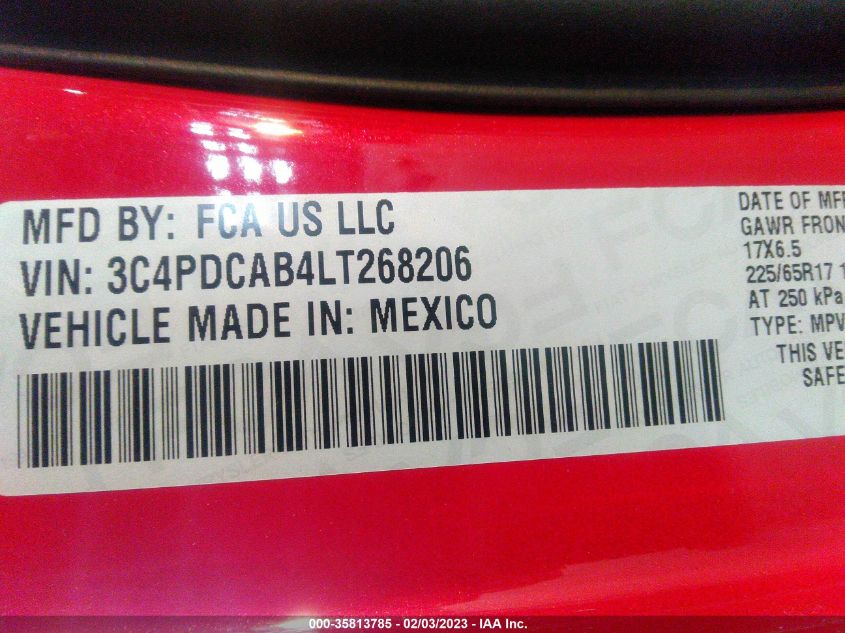 MFD BY: FCA US LLC
VIN: 3C4PDCAB4LT268206
VEHICLE MADE IN: MEXICO
DATE OF MF
GAWR FRON
17X6.5
225/65R17 1
AT 250 kPa
TYPE: MPV
THIS VE
SAFE
000-35813785 - 02/03/2023 - IAA Inc.